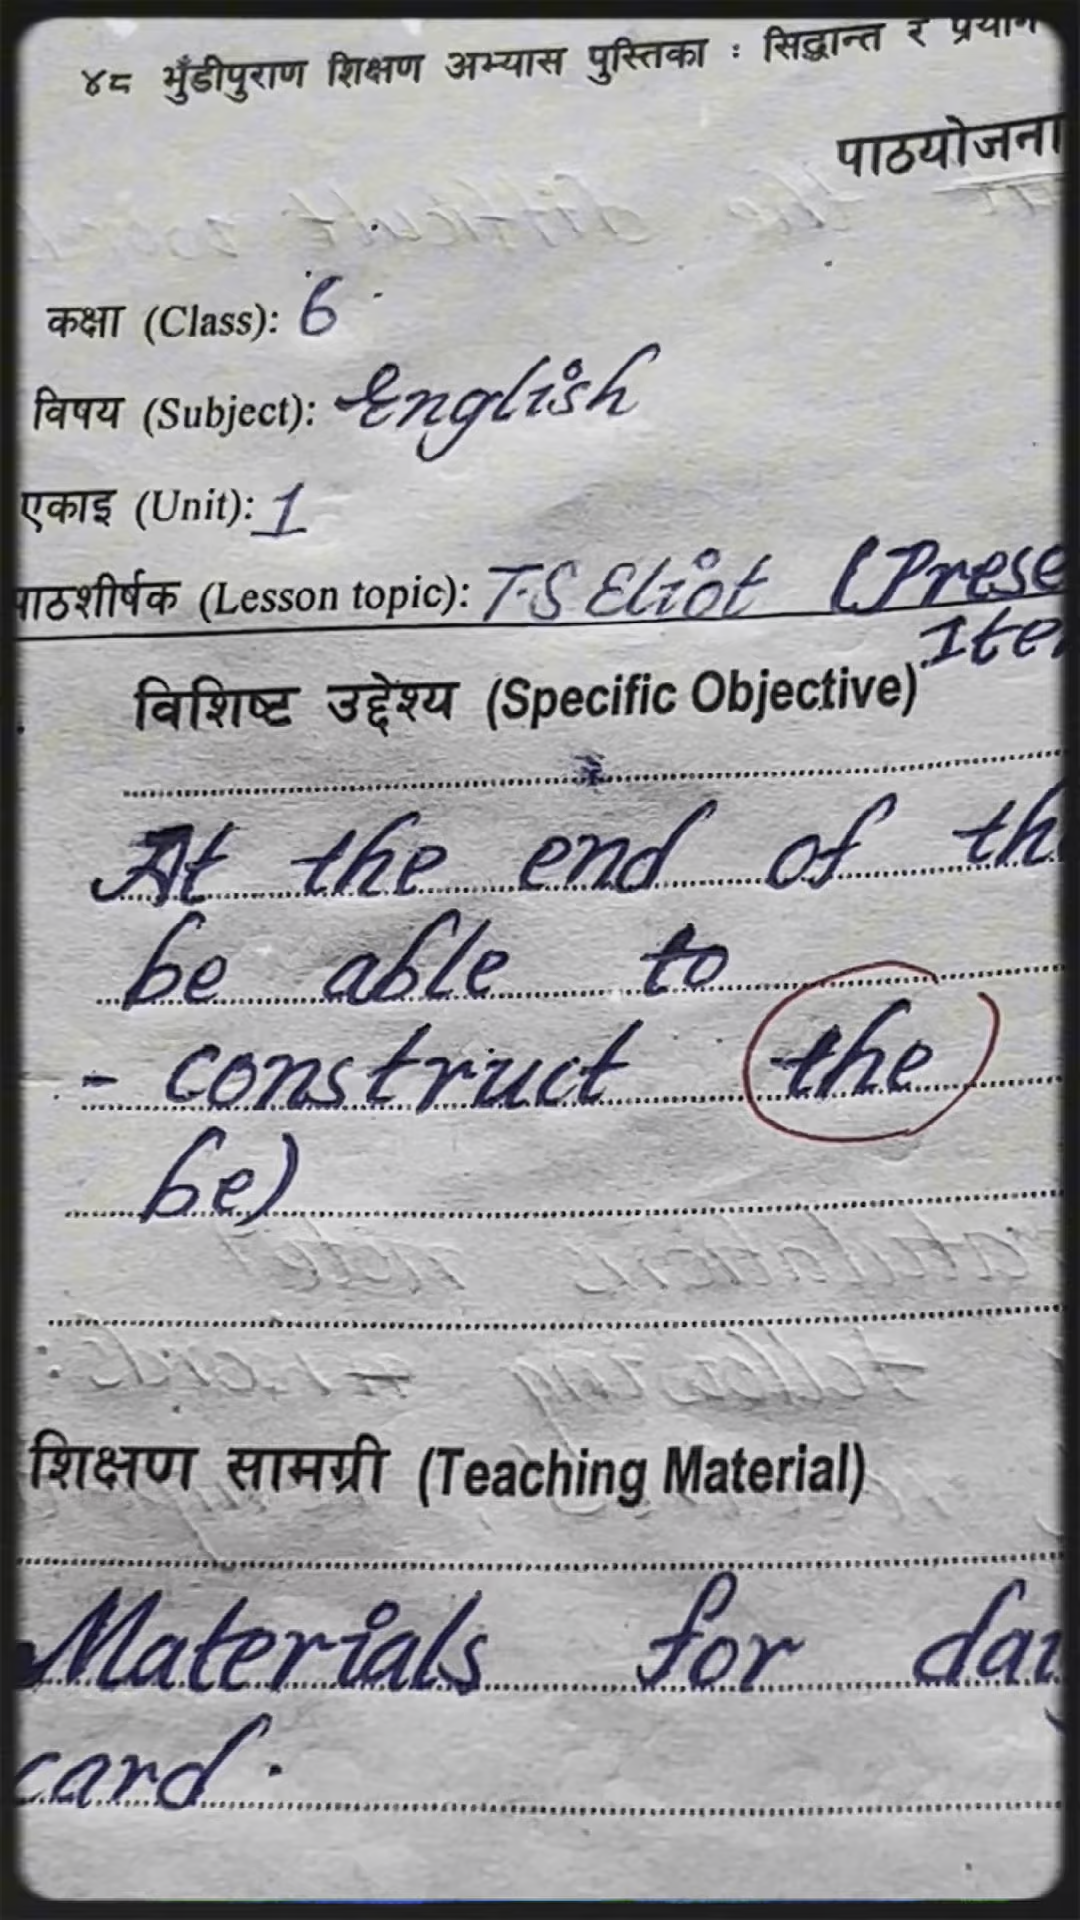 ४८ भुँडीपुराण शिक्षण अभ्यास पुस्तिका : सिद्धान्त र
पाठयोजना
कक्षा (Class): 6
विषय (Subject): English
एकाइ (Unit): 1
पाठशीर्षक (Lesson topic): T.S Eliot (Prese
Ite
विशिष्ट उद्देश्य (Specific Objective)
At the end of th
be able to
- construct the
be)
शिक्षण सामग्री (Teaching Material)
Materials for dai
card.